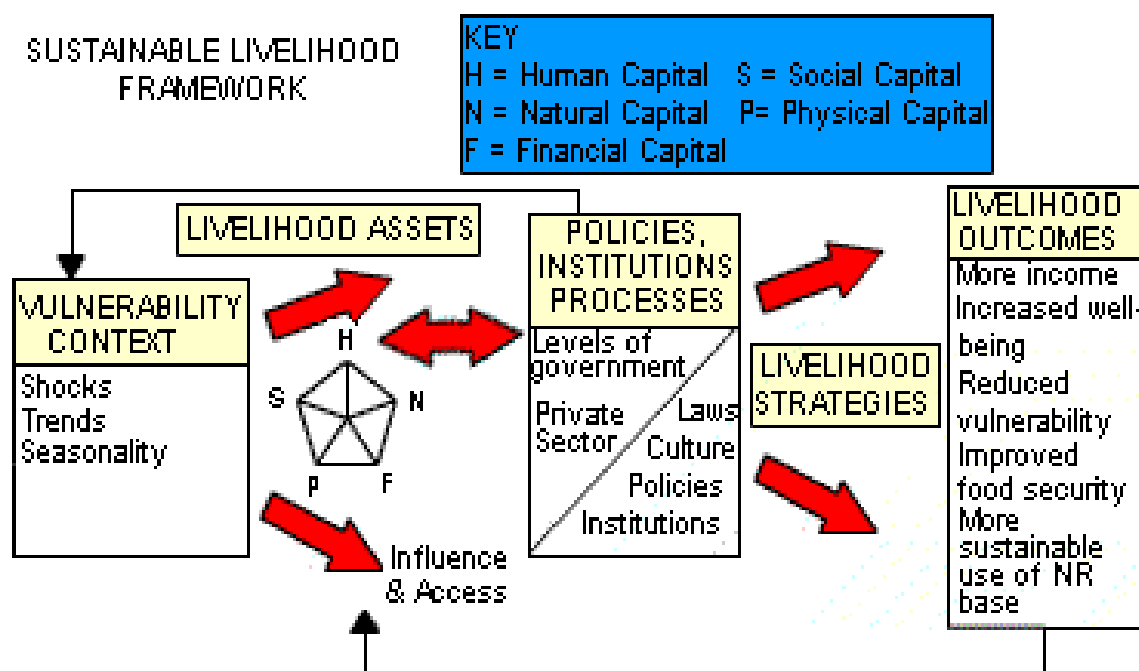 SUSTAINABLE LIVELIHOOD
FRAMEWORK
KEY
H = Human Capital S = Social Capital
N = Natural Capital P= Physical Capital
F = Financial Capital
LIVELIHOOD ASSETS
VULNERABILITY
CONTEXT
Shocks
Trends
Seasonality
H
S
N
P
F
Influence
& Access
POLICIES,
INSTITUTIONS
PROCESSES
Levels of
government
Private
Sector
Laws
Culture
Policies
Institutions
LIVELIHOOD
STRATEGIES
LIVELIHOOD
OUTCOMES
More income
Increased well-
being
Reduced
vulnerability
Improved
food security
More
sustainable
use of NR
base